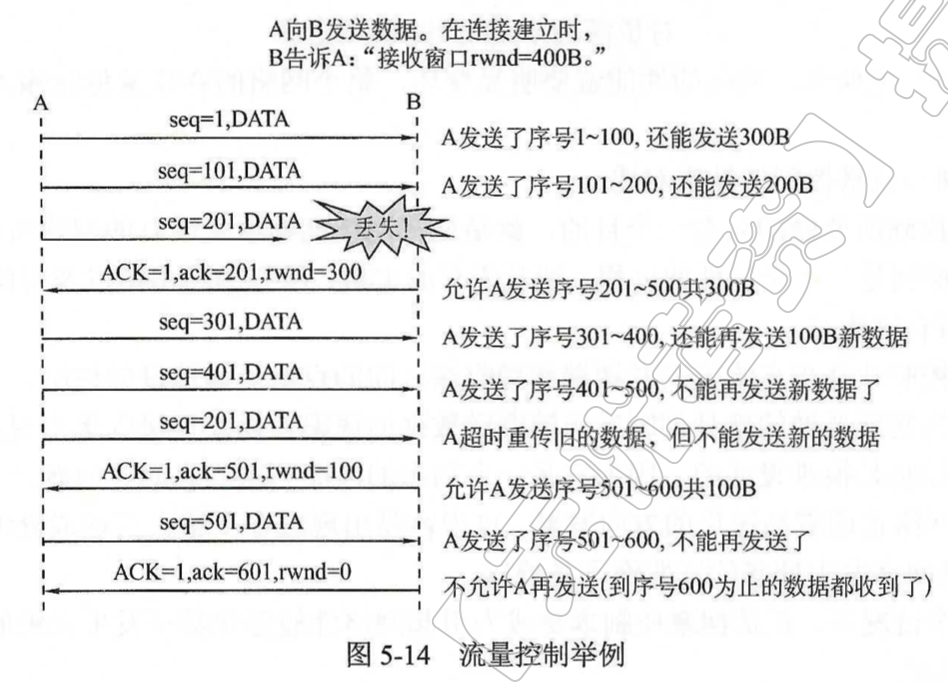 A向B发送数据。在连接建立时，
B告诉A：“接收窗口rwnd=400B。”
A
B
seq=1,DATA
A发送了序号1~100, 还能发送300B
seq=101,DATA
A发送了序号101~200, 还能发送200B
seq=201,DATA
丢失!
ACK=1,ack=201,rwnd=300
允许A发送序号201~500共300B
seq=301,DATA
A发送了序号301~400, 还能再发送100B新数据
seq=401,DATA
A发送了序号401~500, 不能再发送新数据了
seq=201,DATA
A超时重传旧的数据，但不能发送新的数据
ACK=1,ack=501,rwnd=100
允许A发送序号501~600共100B
seq=501,DATA
A发送了序号501~600, 不能再发送了
ACK=1,ack=601,rwnd=0
不允许A再发送(到序号600为止的数据都收到了)
图 5-14 流量控制举例